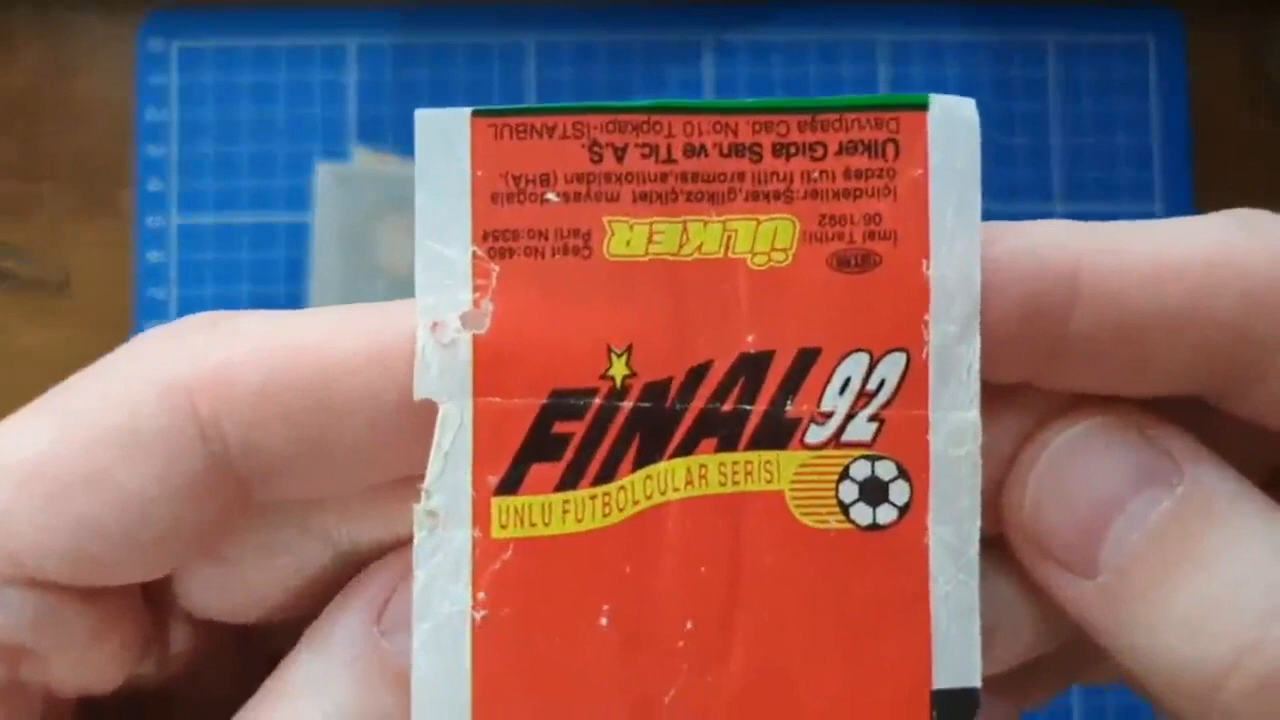 FİNAL 92
ÜNLÜ FUTBOLCULAR SERİSİ
İmal Tarihi:
06/1992
ÜLKER
Çeşit No:480
Parti No:8354
İçindekiler:Şeker,glikoz,çiklet mayası,doğala
özdeş tutti frutti aroması,antioksidan (BHA).
Ülker Gıda San.ve Tic.A.Ş.
Davutpaşa Cad. No:10 Topkapı-İSTANBUL